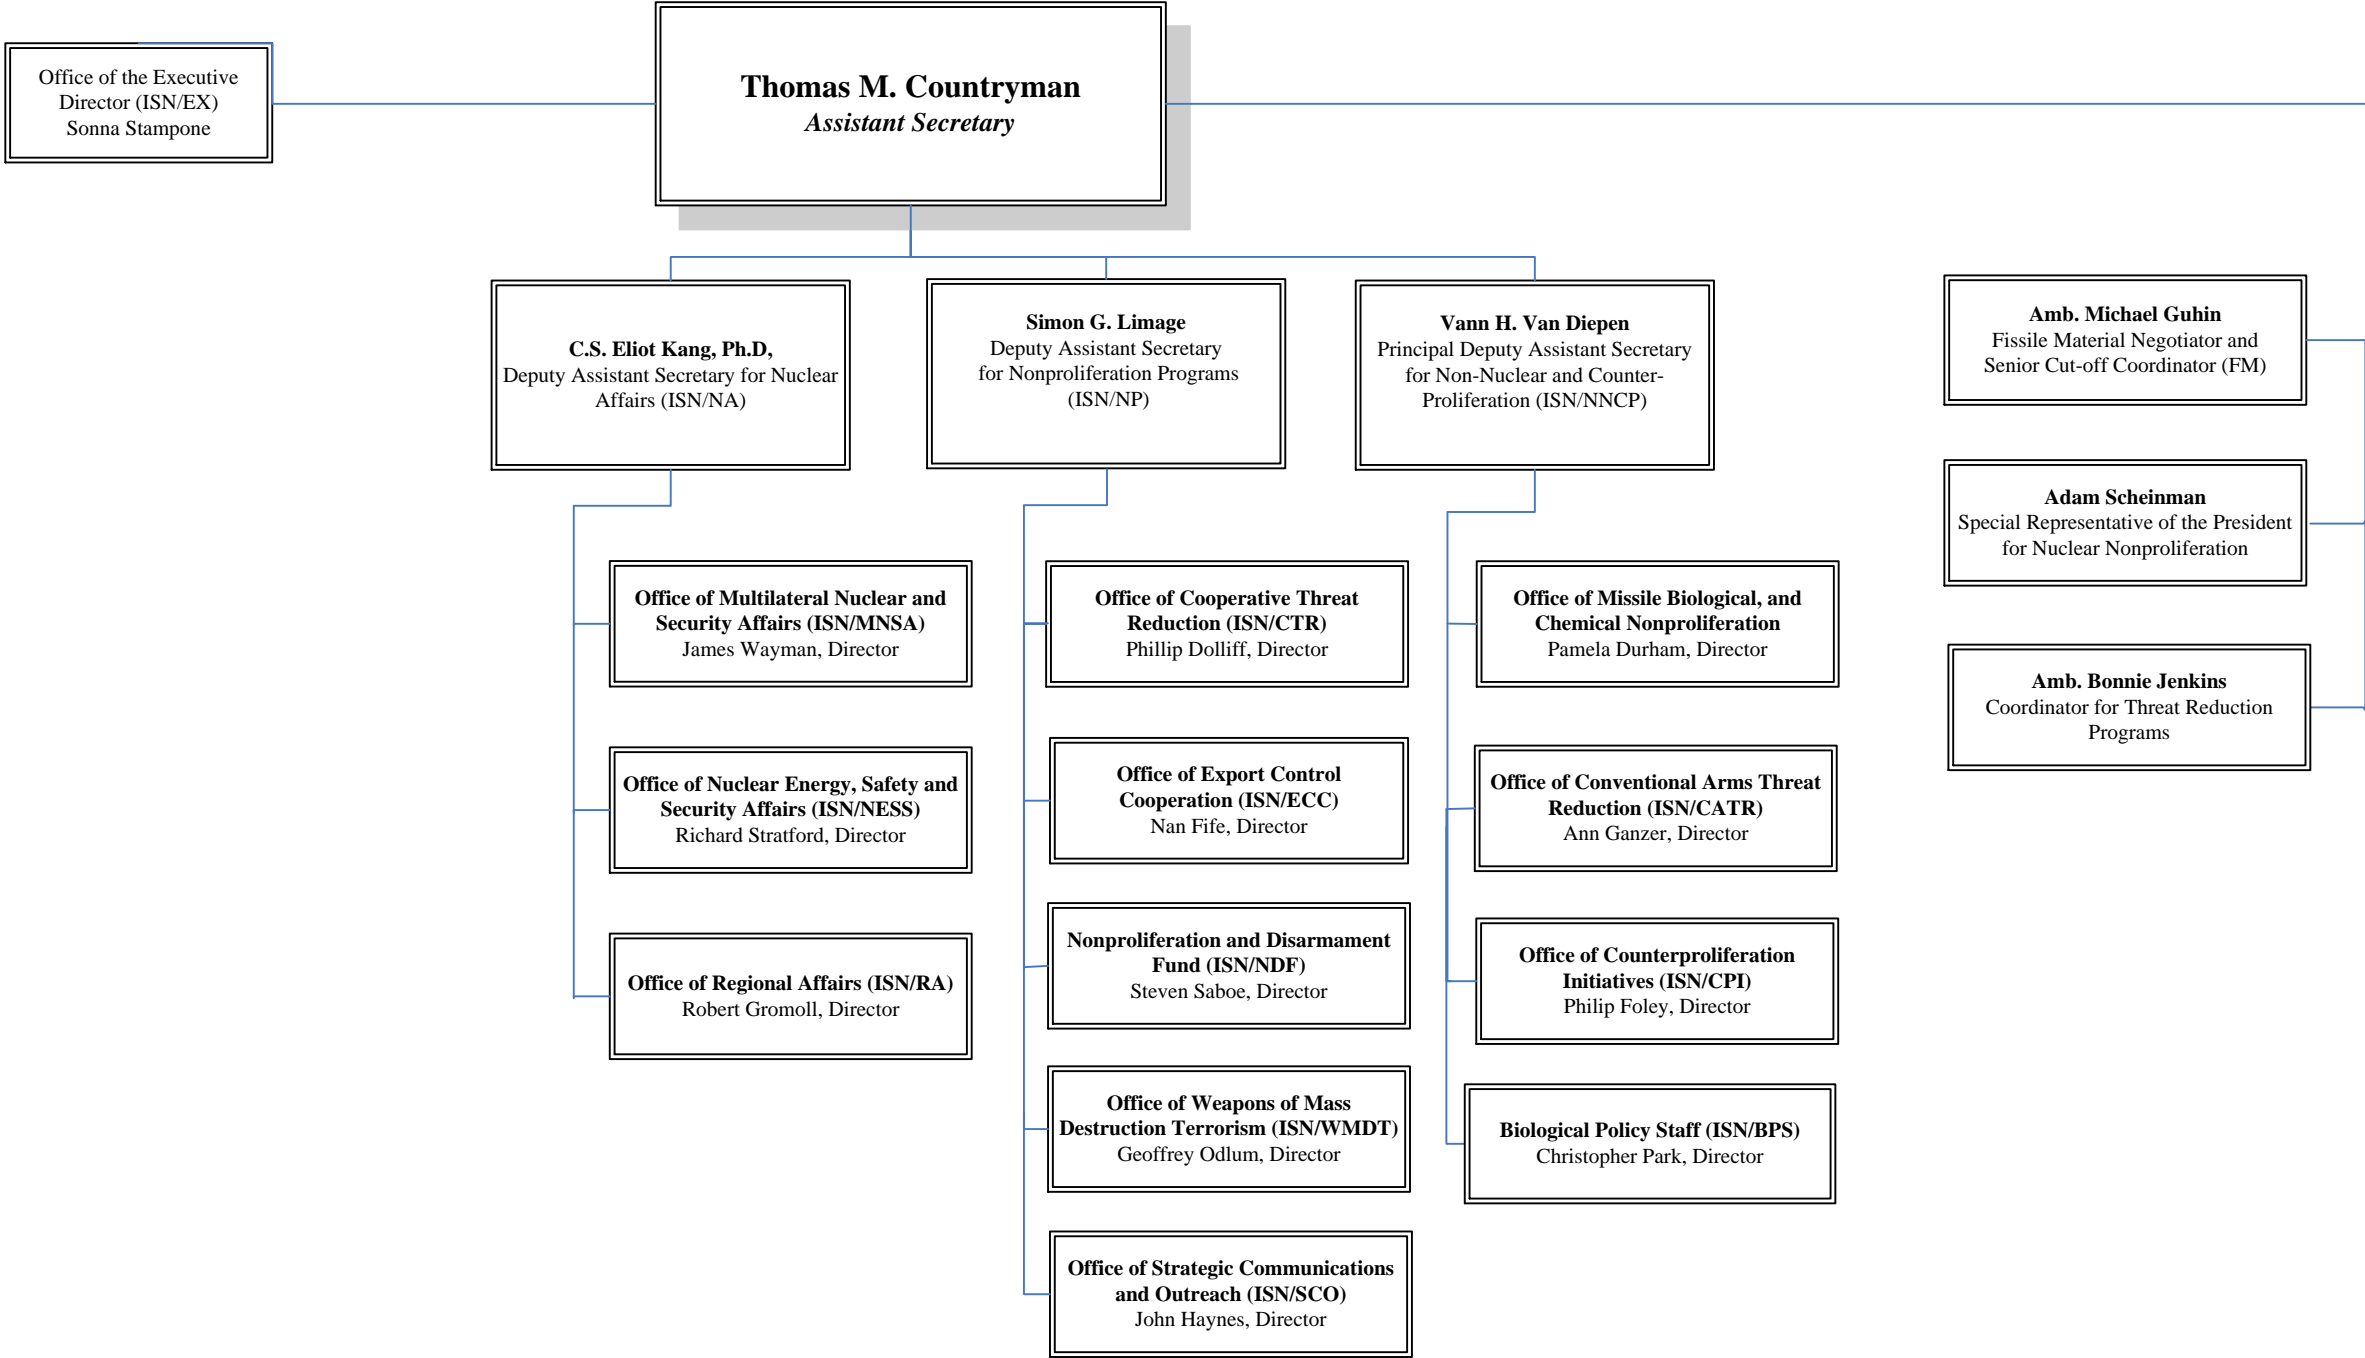 Office of the Executive
Director (ISN/EX)
Sonna Stampone
Thomas M. Countryman
Assistant Secretary
C.S. Eliot Kang, Ph.D,
Deputy Assistant Secretary for Nuclear
Affairs (ISN/NA)
Simon G. Limage
Deputy Assistant Secretary
for Nonproliferation Programs
(ISN/NP)
Vann H. Van Diepen
Principal Deputy Assistant Secretary
for Non-Nuclear and Counter-
Proliferation (ISN/NNCP)
Amb. Michael Guhin
Fissile Material Negotiator and
Senior Cut-off Coordinator (FM)
Adam Scheinman
Special Representative of the President
for Nuclear Nonproliferation
Amb. Bonnie Jenkins
Coordinator for Threat Reduction
Programs
Office of Multilateral Nuclear and
Security Affairs (ISN/MNSA)
James Wayman, Director
Office of Nuclear Energy, Safety and
Security Affairs (ISN/NESS)
Richard Stratford, Director
Office of Regional Affairs (ISN/RA)
Robert Gromoll, Director
Office of Cooperative Threat
Reduction (ISN/CTR)
Phillip Dolliff, Director
Office of Export Control
Cooperation (ISN/ECC)
Nan Fife, Director
Nonproliferation and Disarmament
Fund (ISN/NDF)
Steven Saboe, Director
Office of Weapons of Mass
Destruction Terrorism (ISN/WMDT)
Geoffrey Odlum, Director
Office of Strategic Communications
and Outreach (ISN/SCO)
John Haynes, Director
Office of Missile Biological, and
Chemical Nonproliferation
Pamela Durham, Director
Office of Conventional Arms Threat
Reduction (ISN/CATR)
Ann Ganzer, Director
Office of Counterproliferation
Initiatives (ISN/CPI)
Philip Foley, Director
Biological Policy Staff (ISN/BPS)
Christopher Park, Director